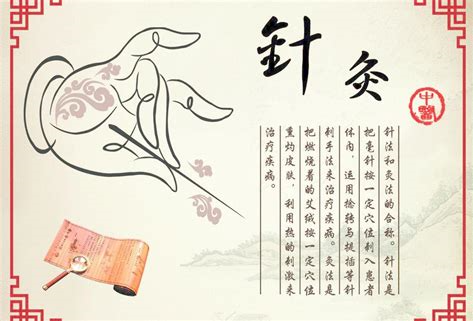 針灸
中醫
针法和灸法的合称。针法是
把毫针按一定穴位刺入患者
体内，运用捻转与提插等针
刺手法来治疗疾病。灸法是
把燃烧着的艾绒按一定穴位
熏灼皮肤，利用热的刺激来
治疗疾病。